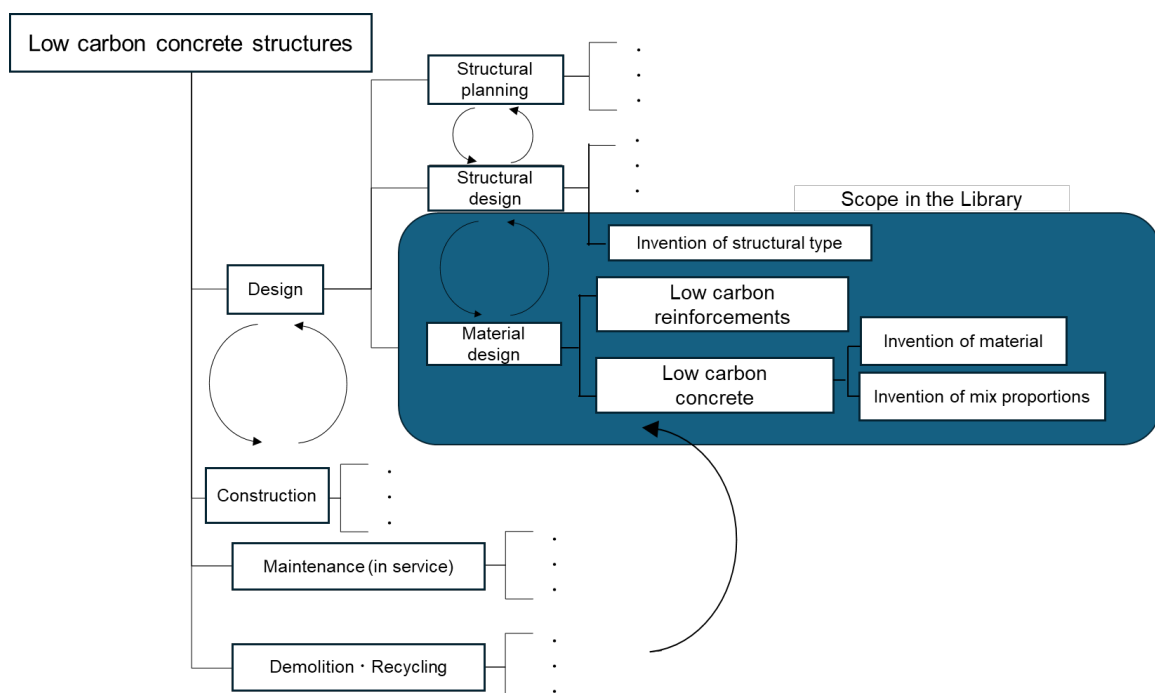 Low carbon concrete structures
Structural
planning
Structural
design
Scope in the Library
Invention of structural type
Design
Low carbon
reinforcements
Material
design
Low carbon
concrete
Invention of material
Invention of mix proportions
Construction
Maintenance (in service)
Demolition・Recycling